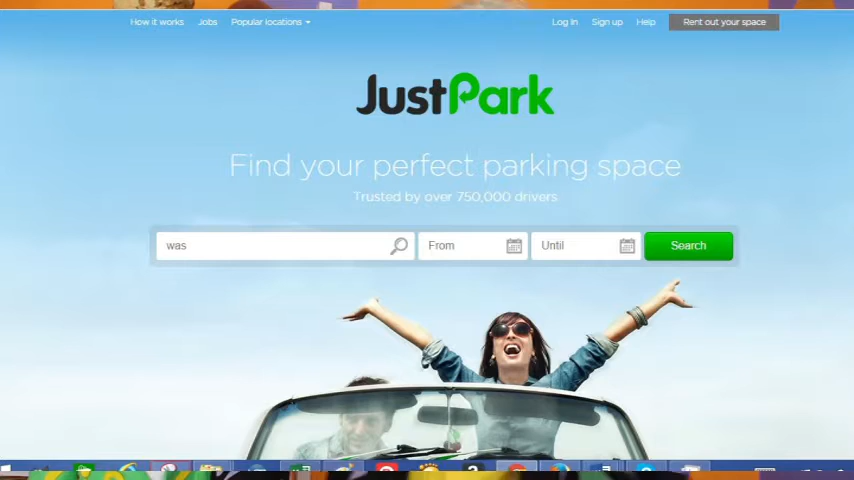 How it works Jobs Popular locations Log In Sign up Help Rent out your space
JustPark
Find your perfect parking space
Trusted by over 750,000 drivers
was From Until Search